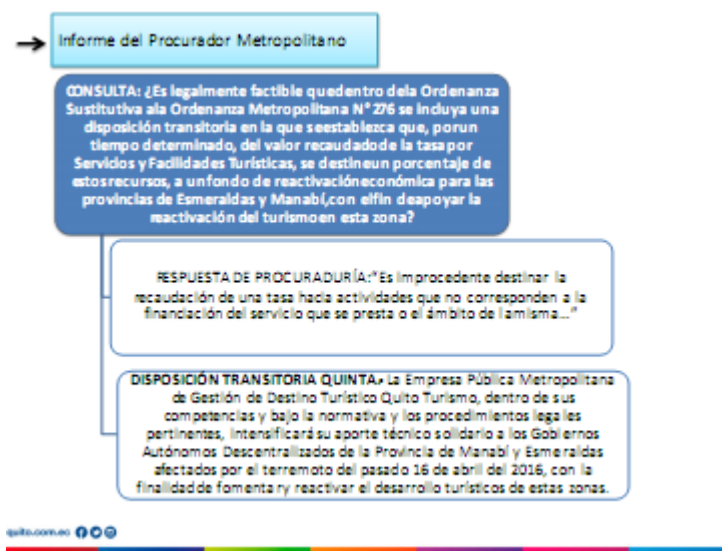 Informe del Procurador Metropolitano
CONSULTA: ¿Es legalmente factible quedentro dela Ordenanza
Sustitutiva ala Ordenanza Metropolitana N° 276 se incluya una
disposición transitoria en la que seestablezca que, porun
tiempo determinado, del valor recaudadode la tasapor
Servicios y Facilidades Turísticas, se destineun porcentaje de
estosrecursos, a unfondo de reactivacióneconómica para las
provincias de Esmeraldas y Manabí,con elfin deapoyar la
reactivación del turismoen esta zona?
RESPUESTA DE PROCURADURÍA:"Es improcedente destinar la
recaudación de una tasa hacia actividades que no corresponden a la
financiación del servicio que se presta o el ámbito de lamisma..."
DISPOSICIÓN TRANSITORIA QUINTA.- La Empresa Pública Metropolitana
de Gestión de Destino Turístico Quito Turismo, dentro de sus
competencias y bajo la normativa y los procedimientos legales
pertinentes, intensificará su aporte técnico solidario a los Gobiernos
Autónomos Descentralizados de la Provincia de Manabí y Esmeraldas
afectados por el terremoto del pasado 16 de abril del 2016, con la
finalidadde fomentary reactivar el desarrollo turísticos de estas zonas.
quito.com.ec